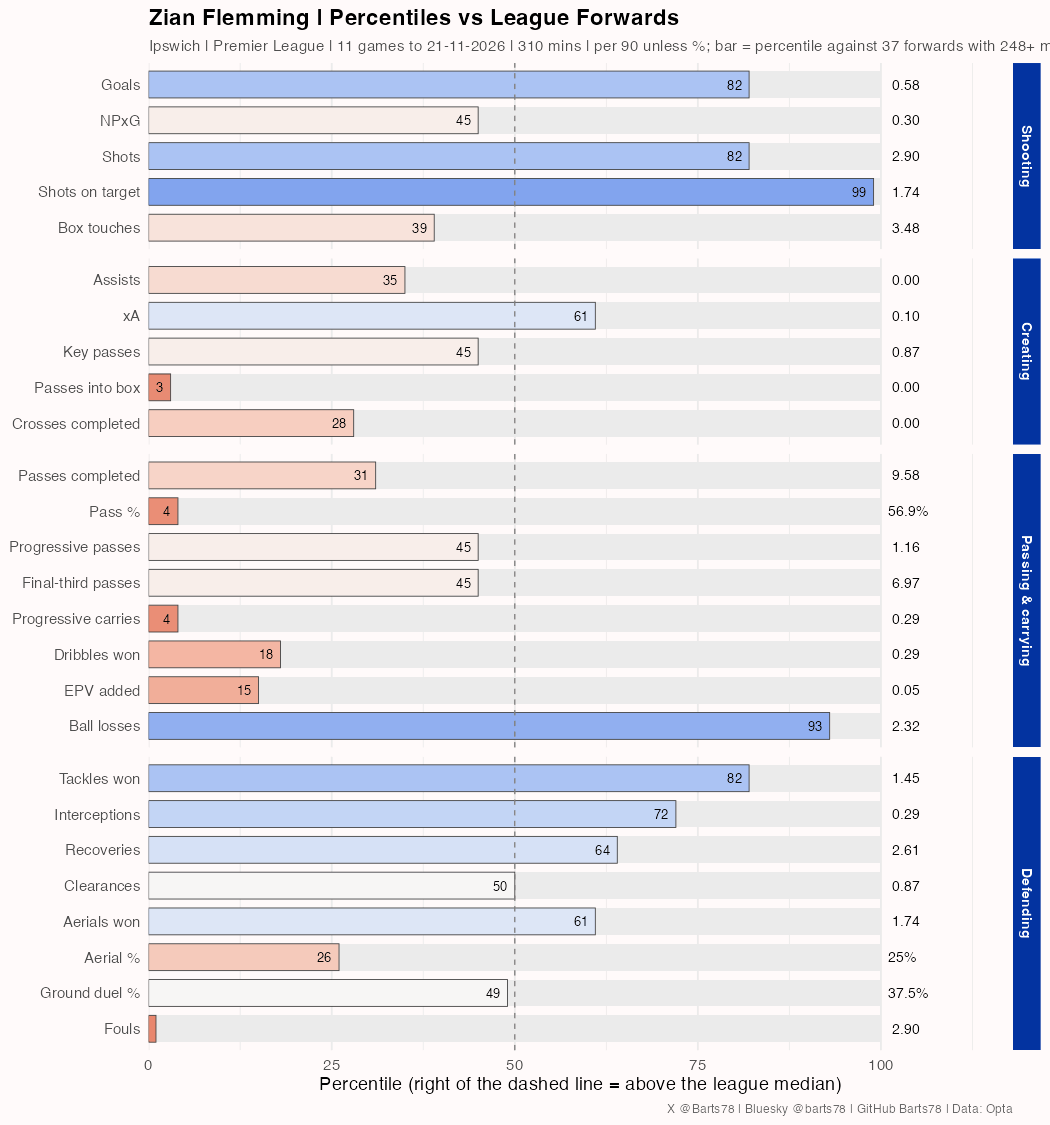 Zian Flemming | Percentiles vs League Forwards
Ipswich | Premier League | 11 games to 21-11-2026 | 310 mins | per 90 unless %; bar = percentile against 37 forwards with 248+ m
Goals 82 0.58
NPxG 45 0.30
Shots 82 2.90
Shots on target 99 1.74
Box touches 39 3.48
Shooting
Assists 35 0.00
xA 61 0.10
Key passes 45 0.87
Passes into box 3 0.00
Crosses completed 28 0.00
Creating
Passes completed 31 9.58
Pass % 4 56.9%
Progressive passes 45 1.16
Final-third passes 45 6.97
Progressive carries 4 0.29
Dribbles won 18 0.29
EPV added 15 0.05
Ball losses 93 2.32
Passing & carrying
Tackles won 82 1.45
Interceptions 72 0.29
Recoveries 64 2.61
Clearances 50 0.87
Aerials won 61 1.74
Aerial % 26 25%
Ground duel % 49 37.5%
Fouls 2.90
Defending
0 25 50 75 100
Percentile (right of the dashed line = above the league median)
X @Barts78 | Bluesky @barts78 | GitHub Barts78 | Data: Opta